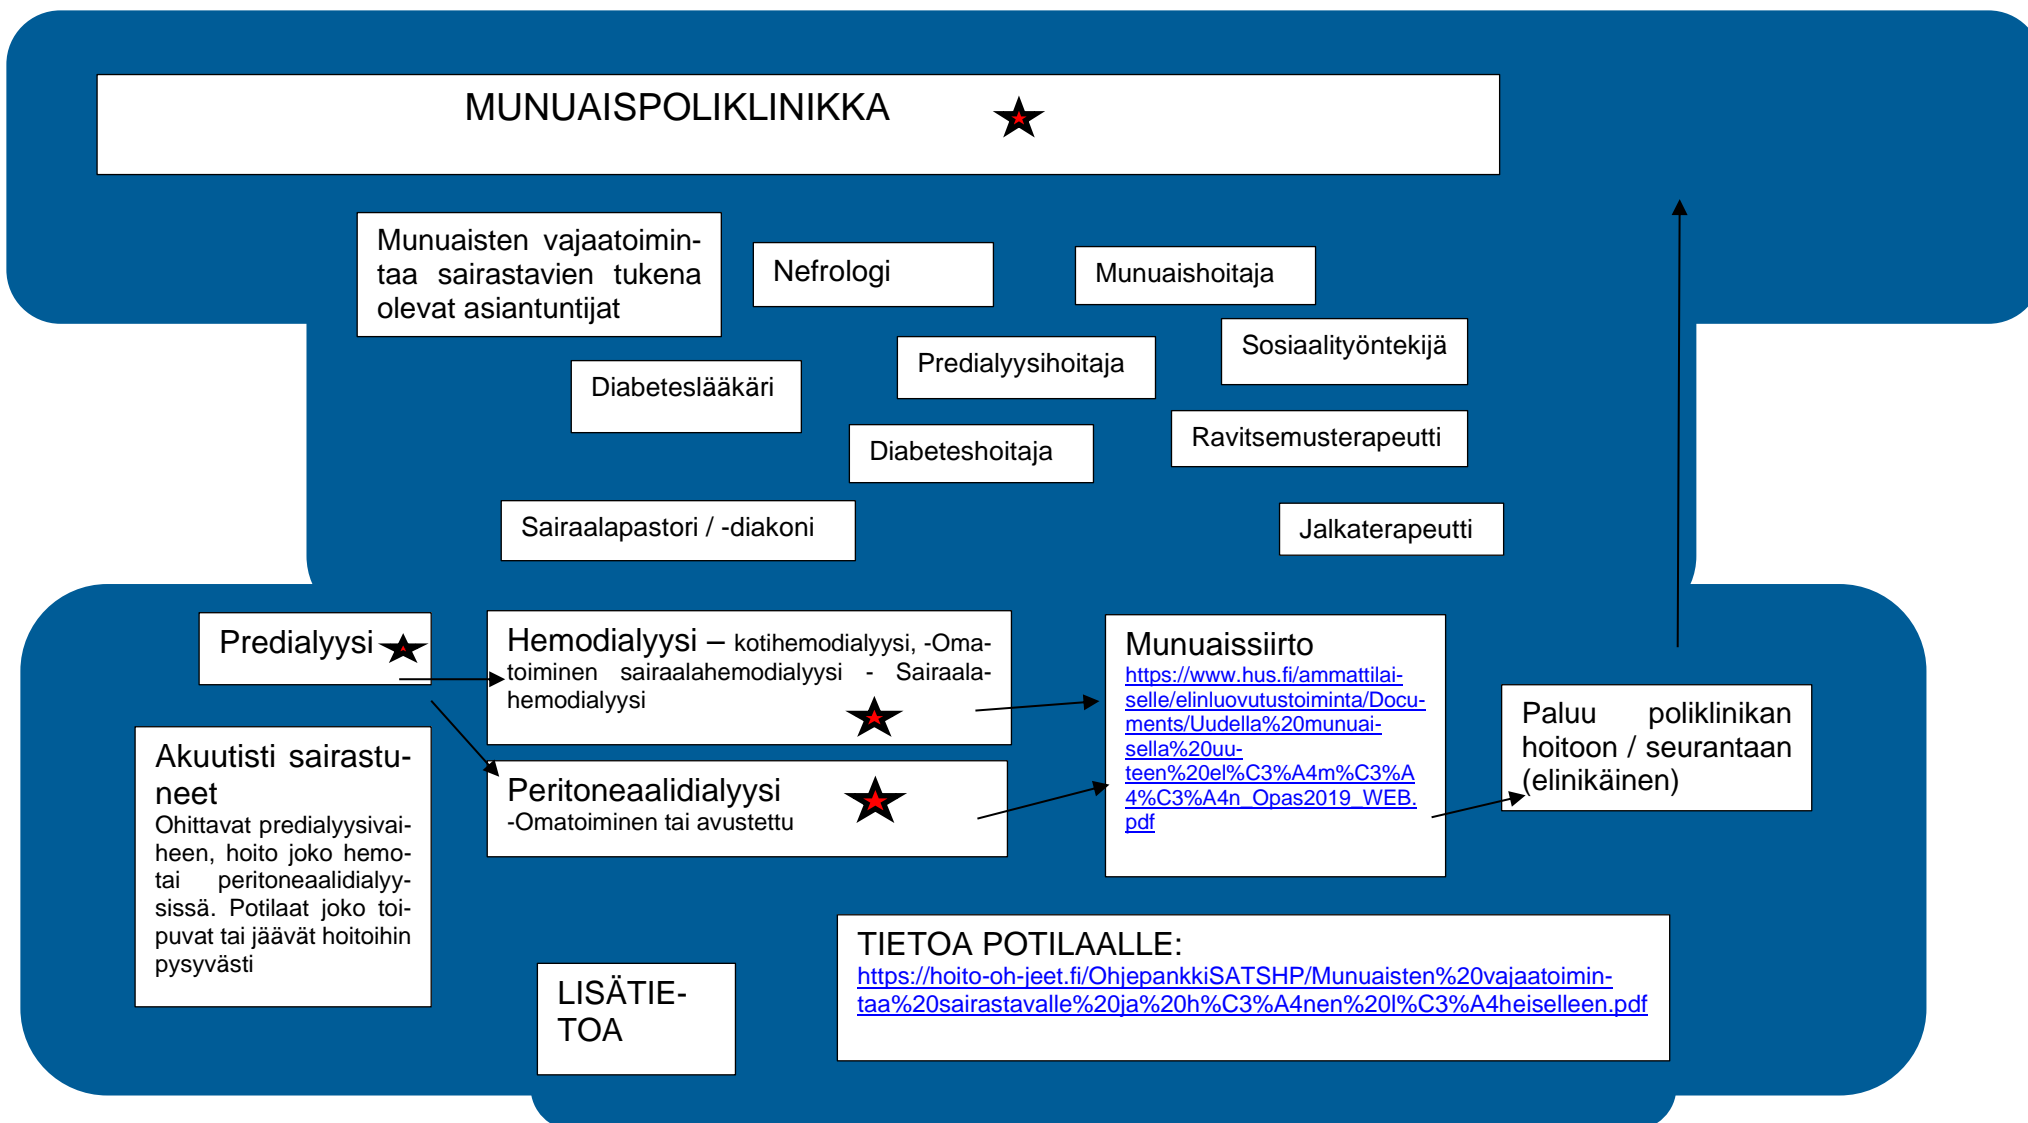 MUNUAISPOLIKLINIKKA
Munuaisten vajaatoimin-
taa sairastavien tukena
olevat asiantuntijat
Nefrologi
Munuaishoitaja
Sosiaalityöntekijä
Predialyysihoitaja
Diabeteslääkäri
Ravitsemusterapeutti
Diabeteshoitaja
Sairaalapastori / -diakoni
Jalkaterapeutti
Predialyysi
Hemodialyysi – kotihemodialyysi, -Oma-
toiminen sairaalahemodialyysi - Sairaala-
hemodialyysi
Munuaissiirto
https://www.hus.fi/ammattilai-
selle/elinluovutustoiminta/Docu-
ments/Uudella%20munuai-
sella%20uu-
teen%20el%C3%A4m%C3%A
4%C3%A4n_Opas2019_WEB.
pdf
Paluu poliklinikan
hoitoon / seurantaan
(elinikäinen)
Akuutisti sairastu-
neet
Ohittavat predialyysivai-
heen, hoito joko hemo-
tai peritoneaalidialyy-
sissä. Potilaat joko toi-
puvat tai jäävät hoitoihin
pysyvästi
Peritoneaalidialyysi
-Omatoiminen tai avustettu
LISÄTIE-
TOA
TIETOA POTILAALLE:
https://hoito-oh-jeet.fi/OhjepankkiSATSHP/Munuaisten%20vajaatoimin-
taa%20sairastavalle%20ja%20h%C3%A4nen%20l%C3%A4heiselleen.pdf